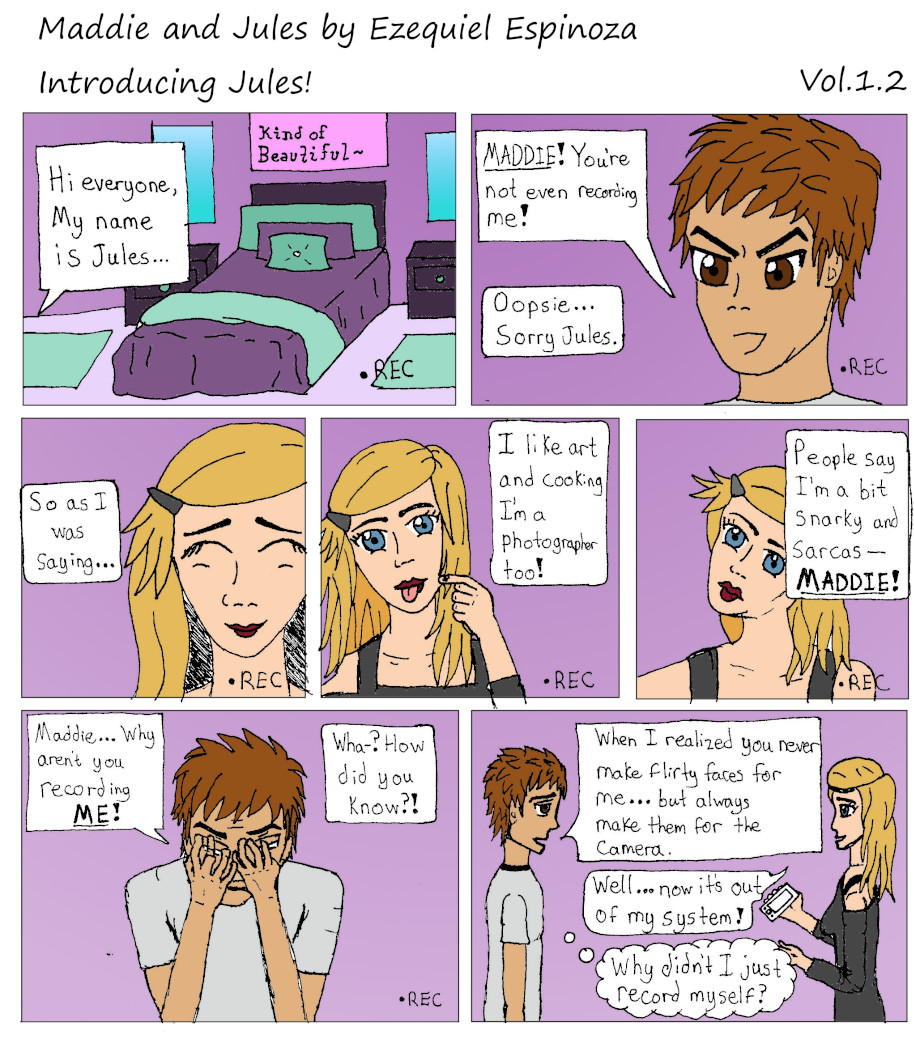 Maddie and Jules by Ezequiel Espinoza
Introducing Jules!
Vol.1.2
Kind of
Beautiful~
Hi everyone,
My name
is Jules...
•REC
MADDIE! You're
not even recording
me!
Oopsie...
Sorry Jules.
•REC
So as I
was
saying...
•REC
I like art
and cooking
I'm a
photographer
too!
•REC
People say
I'm a bit
snarky and
sarcas—
MADDIE!
•REC
Maddie... Why
aren't you
recording
ME!
Wha-? How
did you
know?!
•REC
When I realized you never
make flirty faces for
me... but always
make them for the
camera.
Well... now it's out
of my system!
Why didn't I just
record myself?